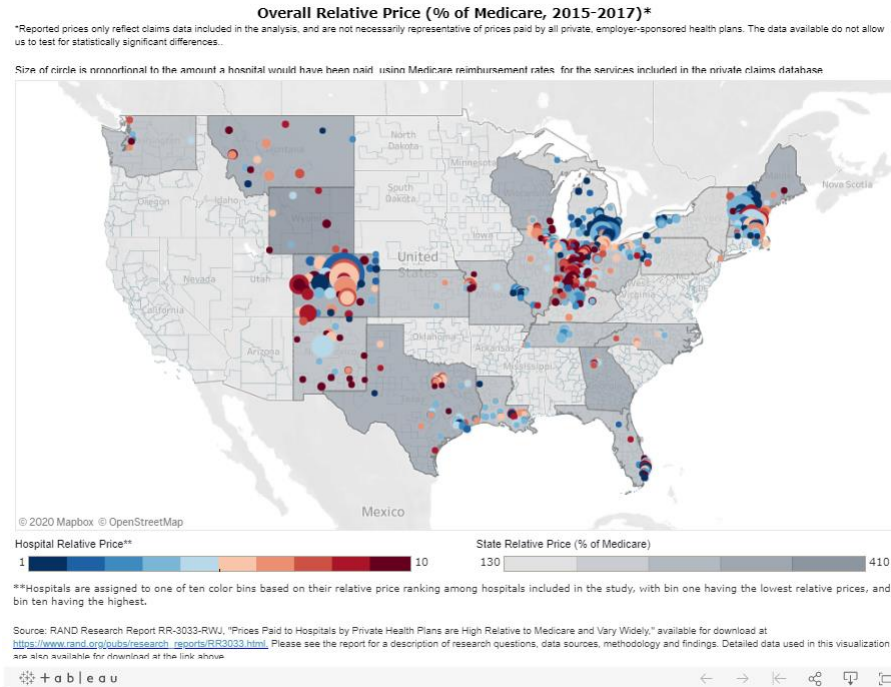 Overall Relative Price (% of Medicare, 2015-2017)*
*Reported prices only reflect claims data included in the analysis, and are not necessarily representative of prices paid by all private, employer-sponsored health plans. The data available do not allow
us to test for statistically significant differences..
Size of circle is proportional to the amount a hospital would have been paid, using Medicare reimbursement rates, for the services included in the private claims database
North
Dakota
Minnesota
Nova Scotia
Oregon
Idaho
South
Dakota
Iowa
Nevada
Utah
United
States
West
Virginia
California
Arizona
Oklahoma
Arkansas
Mississippi
Texas
Mexico
© 2020 Mapbox © OpenStreetMap
Hospital Relative Price**
State Relative Price (% of Medicare)
1 10 130 410
**Hospitals are assigned to one of ten color bins based on their relative price ranking among hospitals included in the study, with bin one having the lowest relative prices, and
bin ten having the highest.
Source: RAND Research Report RR-3033-RWJ, "Prices Paid to Hospitals by Private Health Plans are High Relative to Medicare and Vary Widely," available for download at
https://www.rand.org/pubs/research_reports/RR3033.html. Please see the report for a description of research questions, data sources, methodology and findings. Detailed data used in this visualization
are also available for download at the link above
+ableau